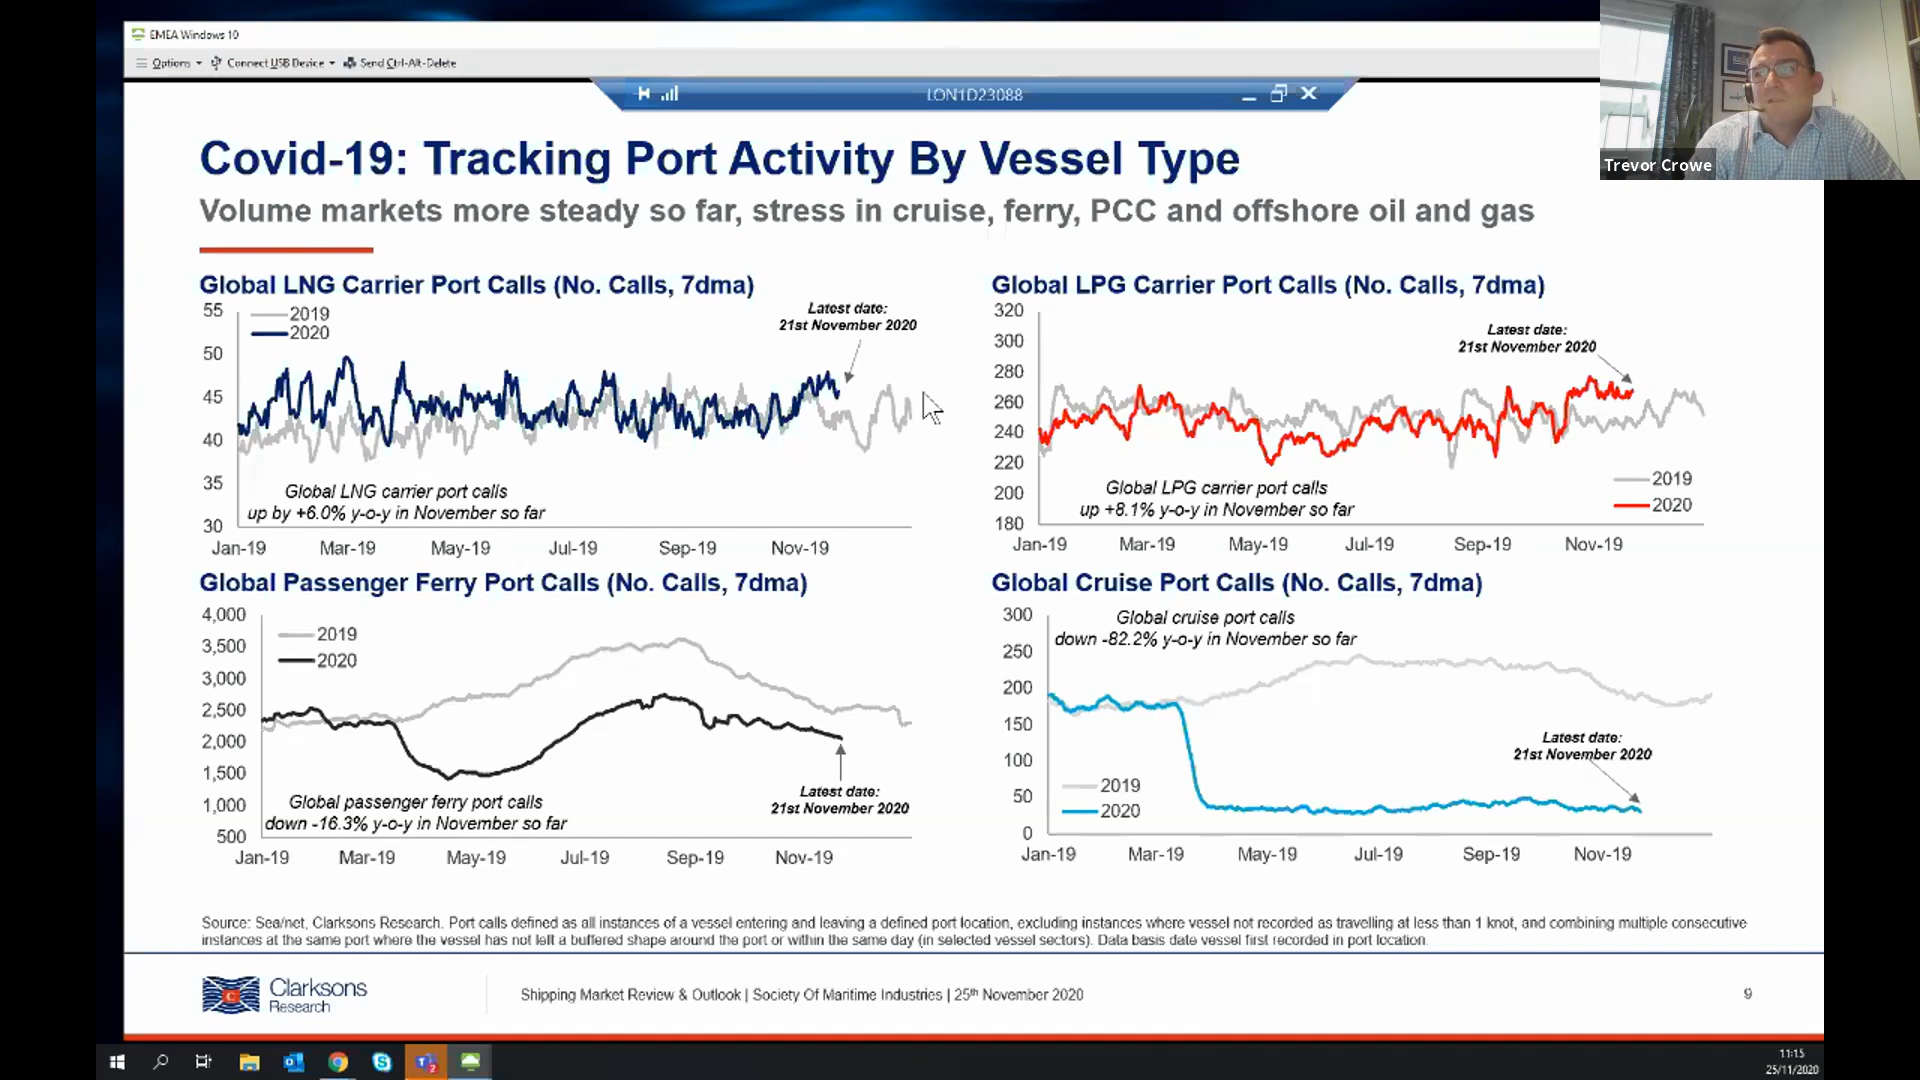 EMEA Windows 10
Options Connect USB Device Send Ctrl-Alt-Delete
LON1D23088
Trevor Crowe
Covid-19: Tracking Port Activity By Vessel Type
Volume markets more steady so far, stress in cruise, ferry, PCC and offshore oil and gas
Global LNG Carrier Port Calls (No. Calls, 7dma)
55
50
45
40
35
30
2019
2020
Latest date:
21st November 2020
Global LNG carrier port calls
up by +6.0% y-o-y in November so far
Jan-19 Mar-19 May-19 Jul-19 Sep-19 Nov-19
Global LPG Carrier Port Calls (No. Calls, 7dma)
320
300
280
260
240
220
200
180
Latest date:
21st November 2020
Global LPG carrier port calls
up +8.1% y-o-y in November so far
2019
2020
Jan-19 Mar-19 May-19 Jul-19 Sep-19 Nov-19
Global Passenger Ferry Port Calls (No. Calls, 7dma)
4,000
3,500
3,000
2,500
2,000
1,500
1,000
500
2019
2020
Latest date:
21st November 2020
Global passenger ferry port calls
down -16.3% y-o-y in November so far
Jan-19 Mar-19 May-19 Jul-19 Sep-19 Nov-19
Global Cruise Port Calls (No. Calls, 7dma)
300
250
200
150
100
50
0
Global cruise port calls
down -82.2% y-o-y in November so far
Latest date:
21st November 2020
2019
2020
Jan-19 Mar-19 May-19 Jul-19 Sep-19 Nov-19
Source: Sea/net, Clarksons Research. Port calls defined as all instances of a vessel entering and leaving a defined port location, excluding instances where vessel not recorded as travelling at less than 1 knot, and combining multiple consecutive
instances at the same port where the vessel has not left a buffered shape around the port or within the same day (in selected vessel sectors). Data basis date vessel first recorded in port location.
Clarksons
Research
Shipping Market Review & Outlook | Society Of Maritime Industries | 25th November 2020
9
11:15
25/11/2020